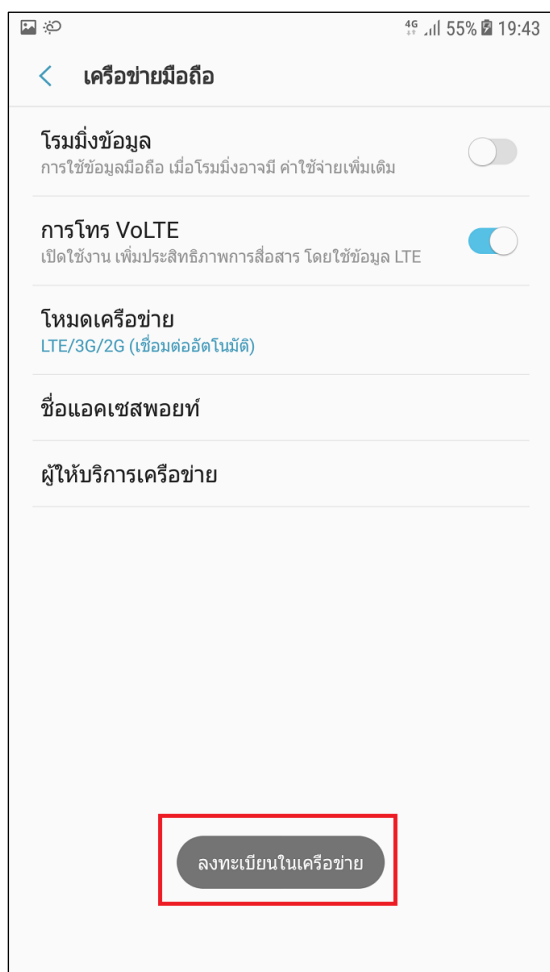 4G 55% 19:43
เครือข่ายมือถือ
โรมมิ่งข้อมูล
การใช้ข้อมูลมือถือ เมื่อโรมมิ่งอาจมี ค่าใช้จ่ายเพิ่มเติม
การโทร VoLTE
เปิดใช้งาน เพิ่มประสิทธิภาพการสื่อสาร โดยใช้ข้อมูล LTE
โหมดเครือข่าย
LTE/3G/2G (เชื่อมต่ออัตโนมัติ)
ชื่อแอคเซสพอยท์
ผู้ให้บริการเครือข่าย
ลงทะเบียนในเครือข่าย